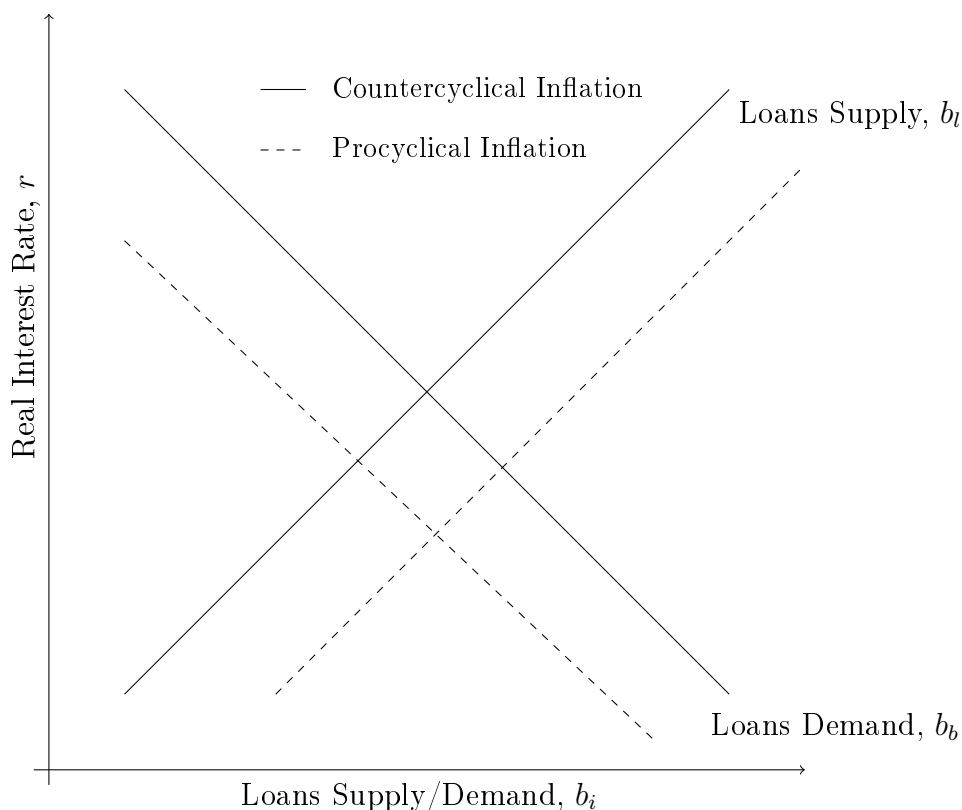 Countercyclical Inflation
Loans Supply, b_l
Procyclical Inflation
Real Interest Rate, r
Loans Demand, b_b
Loans Supply/Demand, b_i